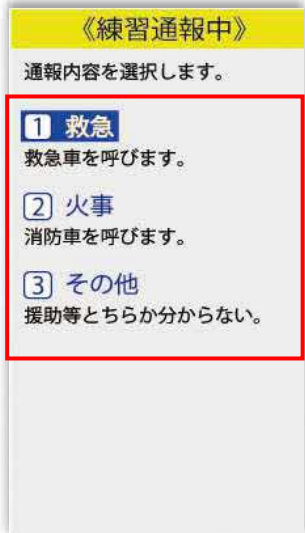 《練習通報中》
通報内容を選択します。
1 救急
救急車を呼びます。
2 火事
消防車を呼びます。
3 その他
援助等とちらか分からない。